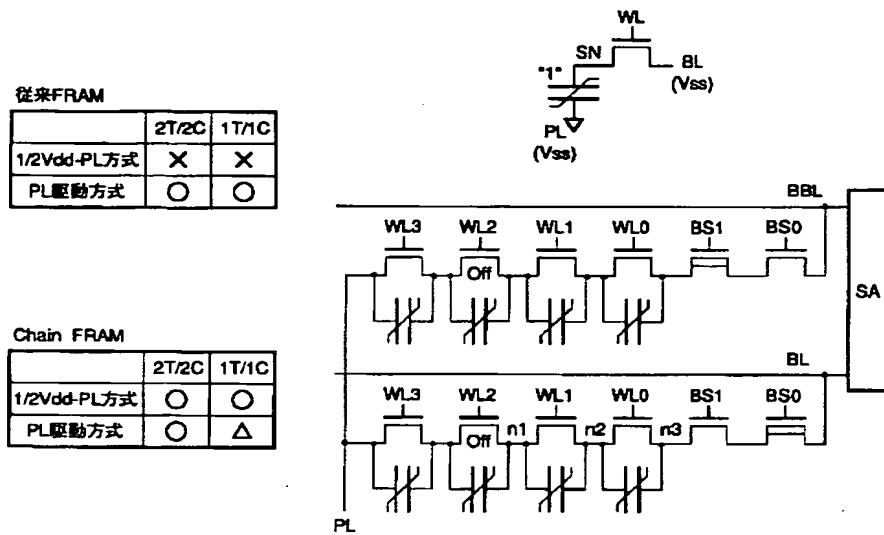 WL
SN
BL
"1"
(Vss)
PL
(Vss)
従来FRAM
2T/2C 1T/1C
1/2Vdd-PL方式 × ×
PL駆動方式 ○ ○
BBL
WL3 WL2 WL1 WL0 BS1 BS0
Off
SA
Chain FRAM
2T/2C 1T/1C
1/2Vdd-PL方式 ○ ○
PL駆動方式 ○ △
BL
WL3 WL2 WL1 WL0 BS1 BS0
n1 n2 n3
Off
PL